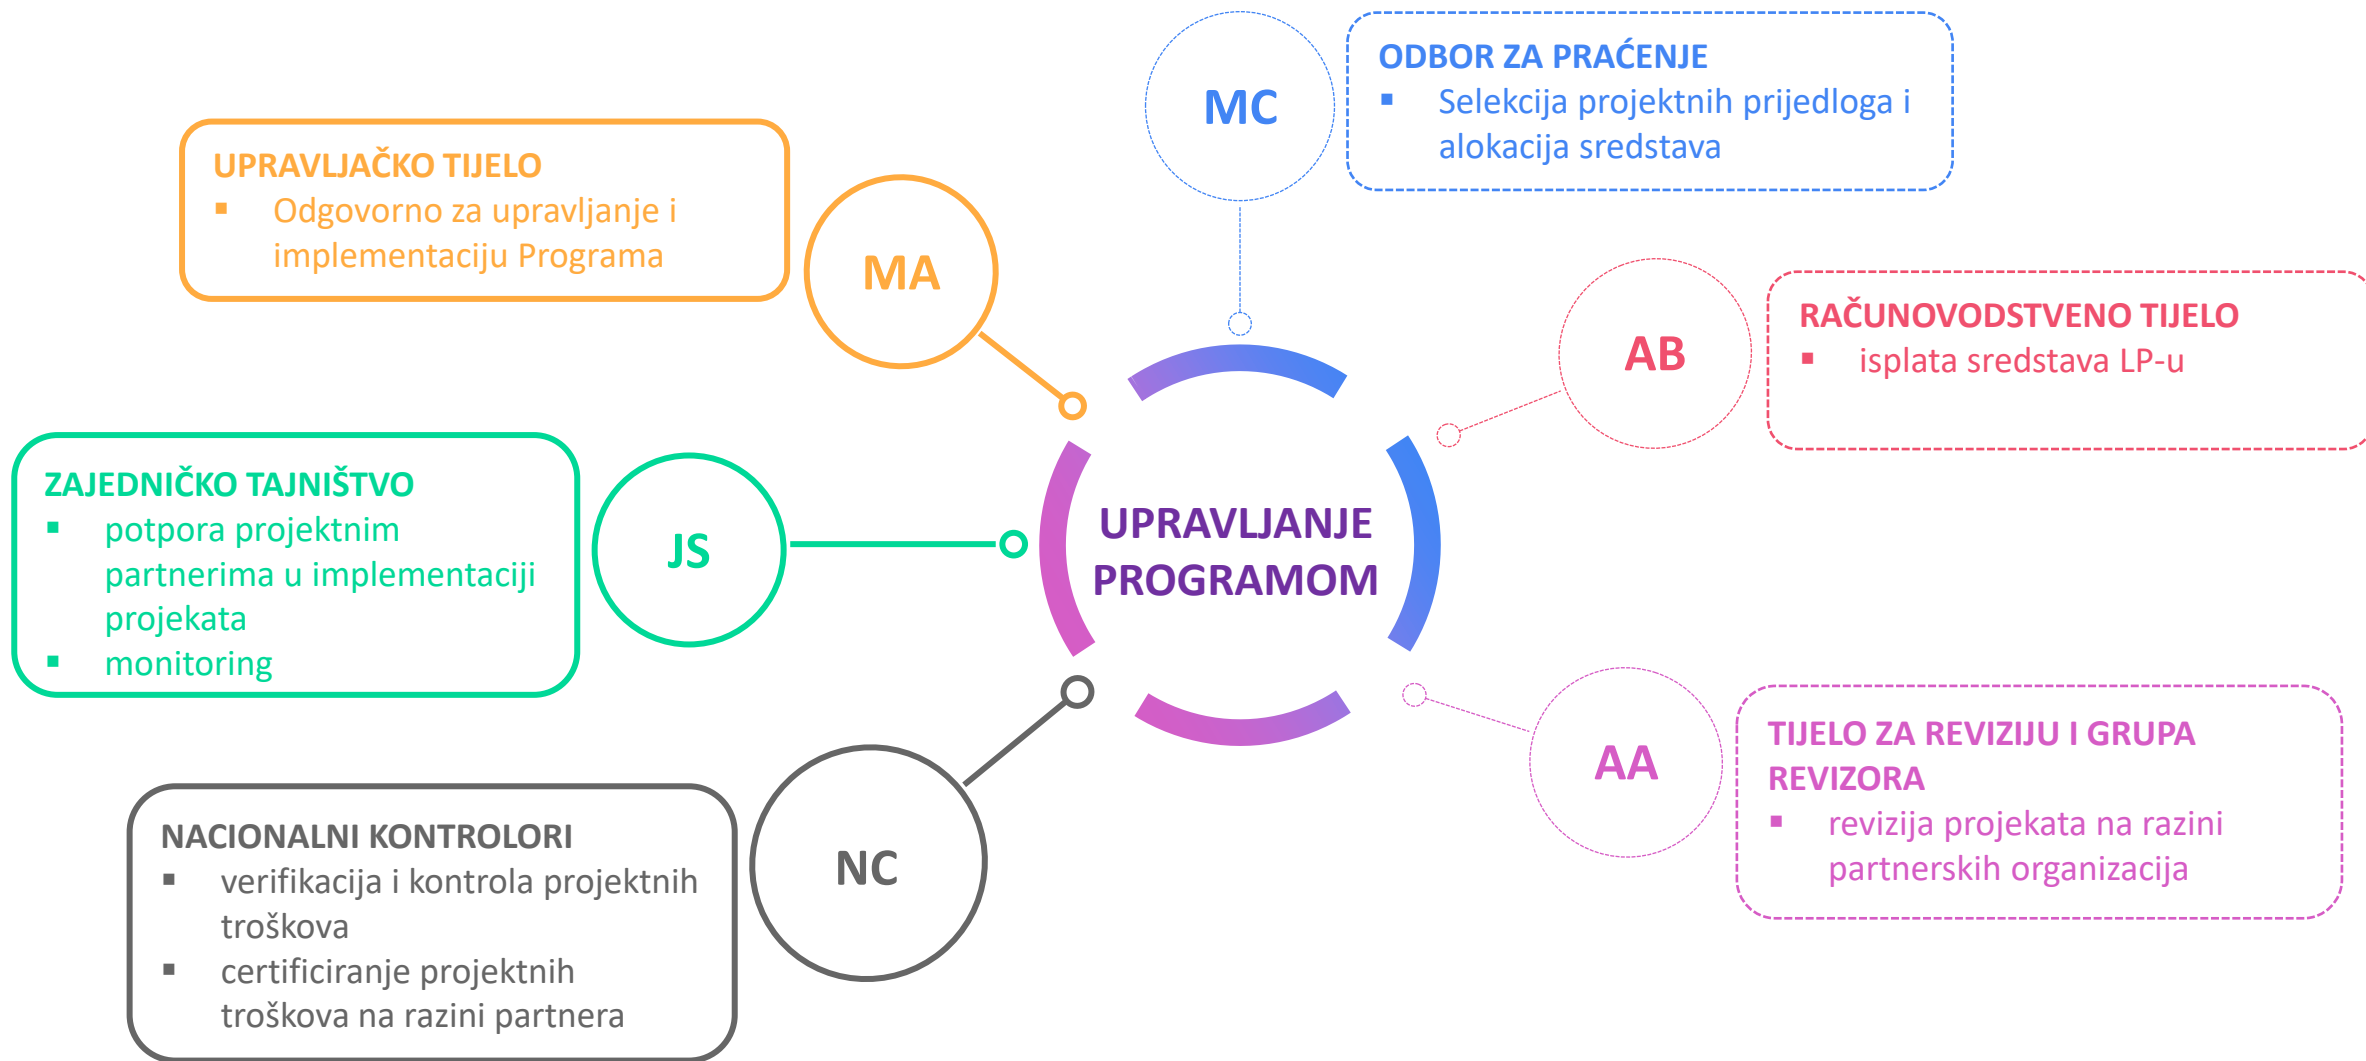 MC
ODBOR ZA PRAĆENJE
▪ Selekcija projektnih prijedloga i
alokacija sredstava
UPRAVLJAČKO TIJELO
▪ Odgovorno za upravljanje i
implementaciju Programa
MA
AB
RAČUNOVODSTVENO TIJELO
▪ isplata sredstava LP-u
ZAJEDNIČKO TAJNIŠTVO
▪ potpora projektnim
partnerima u implementaciji
projekata
▪ monitoring
JS
UPRAVLJANJE
PROGRAMOM
AA
TIJELO ZA REVIZIJU I GRUPA
REVIZORA
▪ revizija projekata na razini
partnerskih organizacija
NACIONALNI KONTROLORI
▪ verifikacija i kontrola projektnih
troškova
▪ certificiranje projektnih
troškova na razini partnera
NC